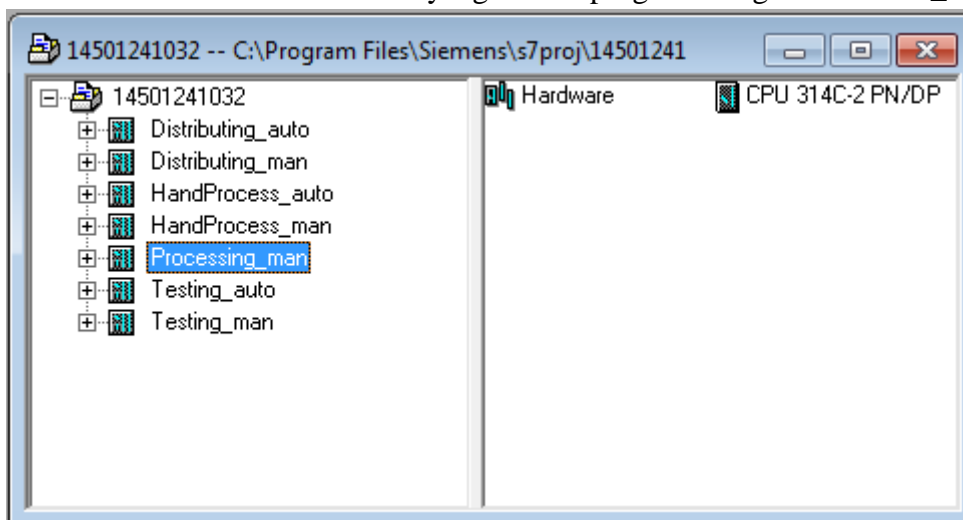 14501241032 -- C:\Program Files\Siemens\s7proj\14501241
14501241032
Distributing_auto
Distributing_man
HandProcess_auto
HandProcess_man
Processing_man
Testing_auto
Testing_man
Hardware
CPU 314C-2 PN/DP